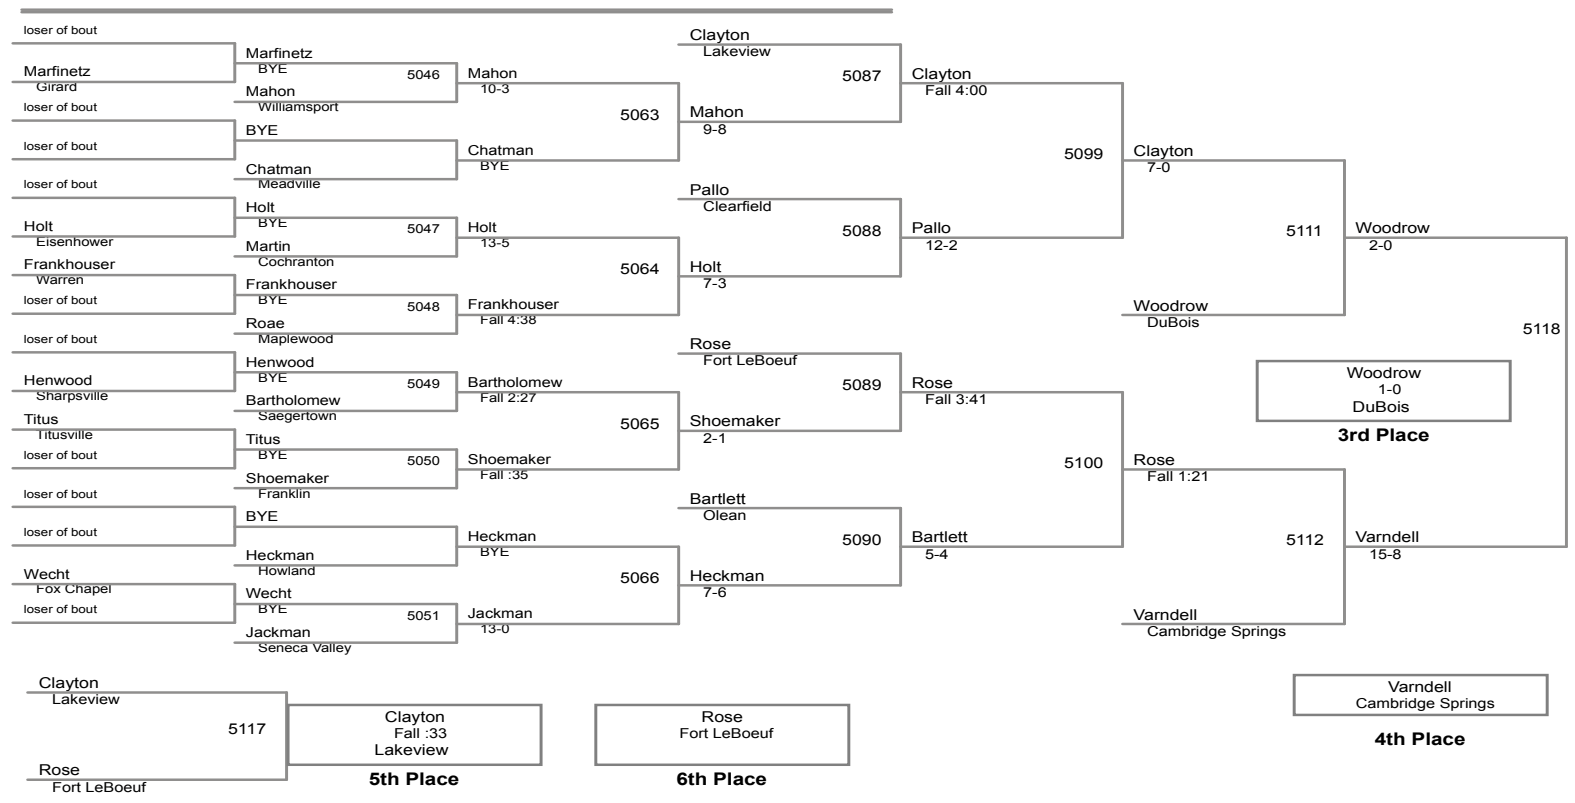 loser of bout
Marfinetz
Girard
loser of bout
loser of bout
loser of bout
Holt
Eisenhower
Frankhouser
Warren
loser of bout
loser of bout
Henwood
Sharpsville
Titus
Titusville
loser of bout
loser of bout
loser of bout
Wecht
Fox Chapel
loser of bout
Marfinetz
BYE
5046
Mahon
Williamsport
BYE
Chatman
Meadville
Holt
BYE
5047
Martin
Cochranton
Frankhouser
BYE
5048
Roae
Maplewood
Henwood
BYE
5049
Bartholomew
Saegertown
Titus
BYE
5050
Shoemaker
Franklin
BYE
Heckman
Howland
Wecht
BYE
5051
Jackman
Seneca Valley
Mahon
10-3
5063
Chatman
BYE
Holt
13-5
5064
Frankhouser
Fall 4:38
Bartholomew
Fall 2:27
5065
Shoemaker
Fall :35
Heckman
BYE
5066
Jackman
13-0
Clayton
Lakeview
5087
Mahon
9-8
Pallo
Clearfield
5088
Holt
7-3
Rose
Fort LeBoeuf
5089
Shoemaker
2-1
Bartlett
Olean
5090
Heckman
7-6
Clayton
Fall 4:00
5099
Pallo
12-2
Rose
Fall 3:41
5100
Bartlett
5-4
Clayton
7-0
5111
Woodrow
DuBois
Rose
Fall 1:21
5112
Varndell
Cambridge Springs
Woodrow
2-0
5118
Varndell
15-8
Woodrow
1-0
DuBois
3rd Place
Varndell
Cambridge Springs
4th Place
Clayton
Lakeview
5117
Rose
Fort LeBoeuf
Clayton
Fall :33
Lakeview
5th Place
Rose
Fort LeBoeuf
6th Place